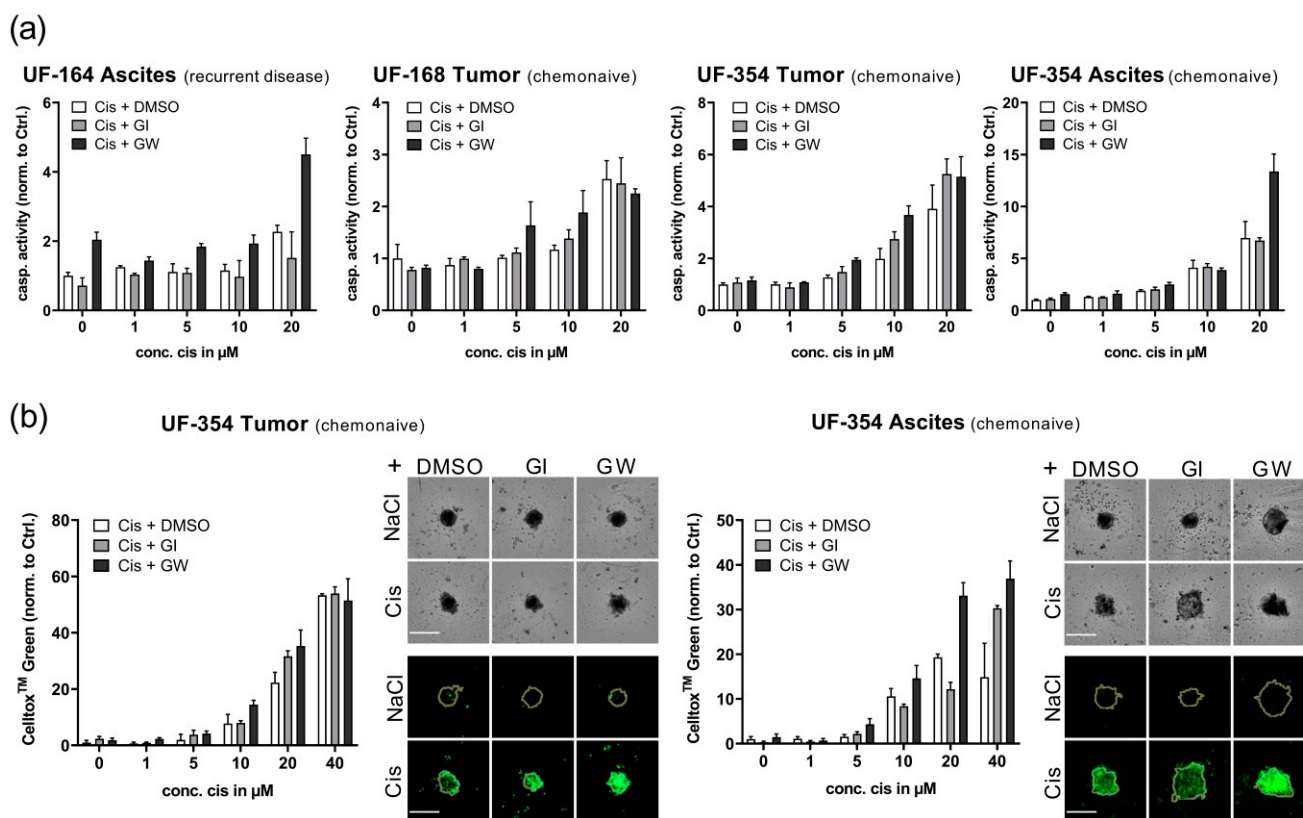 (a)
UF-164 Ascites (recurrent disease)
casp. activity (norm. to Ctrl.)
6
4
2
0
Cis + DMSO
Cis + GI
Cis + GW
0 1 5 10 20
conc. cis in µM
UF-168 Tumor (chemonaive)
casp. activity (norm. to Ctrl.)
4
3
2
1
0
Cis + DMSO
Cis + GI
Cis + GW
0 1 5 10 20
conc. cis in µM
UF-354 Tumor (chemonaive)
casp. activity (norm. to Ctrl.)
8
6
4
2
0
Cis + DMSO
Cis + GI
Cis + GW
0 1 5 10 20
conc. cis in µM
UF-354 Ascites (chemonaive)
casp. activity (norm. to Ctrl.)
20
15
10
5
0
Cis + DMSO
Cis + GI
Cis + GW
0 1 5 10 20
conc. cis in µM
(b)
UF-354 Tumor (chemonaive)
Celltox™ Green (norm. to Ctrl.)
80
60
40
20
0
Cis + DMSO
Cis + GI
Cis + GW
0 1 5 10 20 40
conc. cis in µM
+ DMSO GI GW
NaCl
Cis
NaCl
Cis
UF-354 Ascites (chemonaive)
Celltox™ Green (norm. to Ctrl.)
50
40
30
20
10
0
Cis + DMSO
Cis + GI
Cis + GW
0 1 5 10 20 40
conc. cis in µM
+ DMSO GI GW
NaCl
Cis
NaCl
Cis